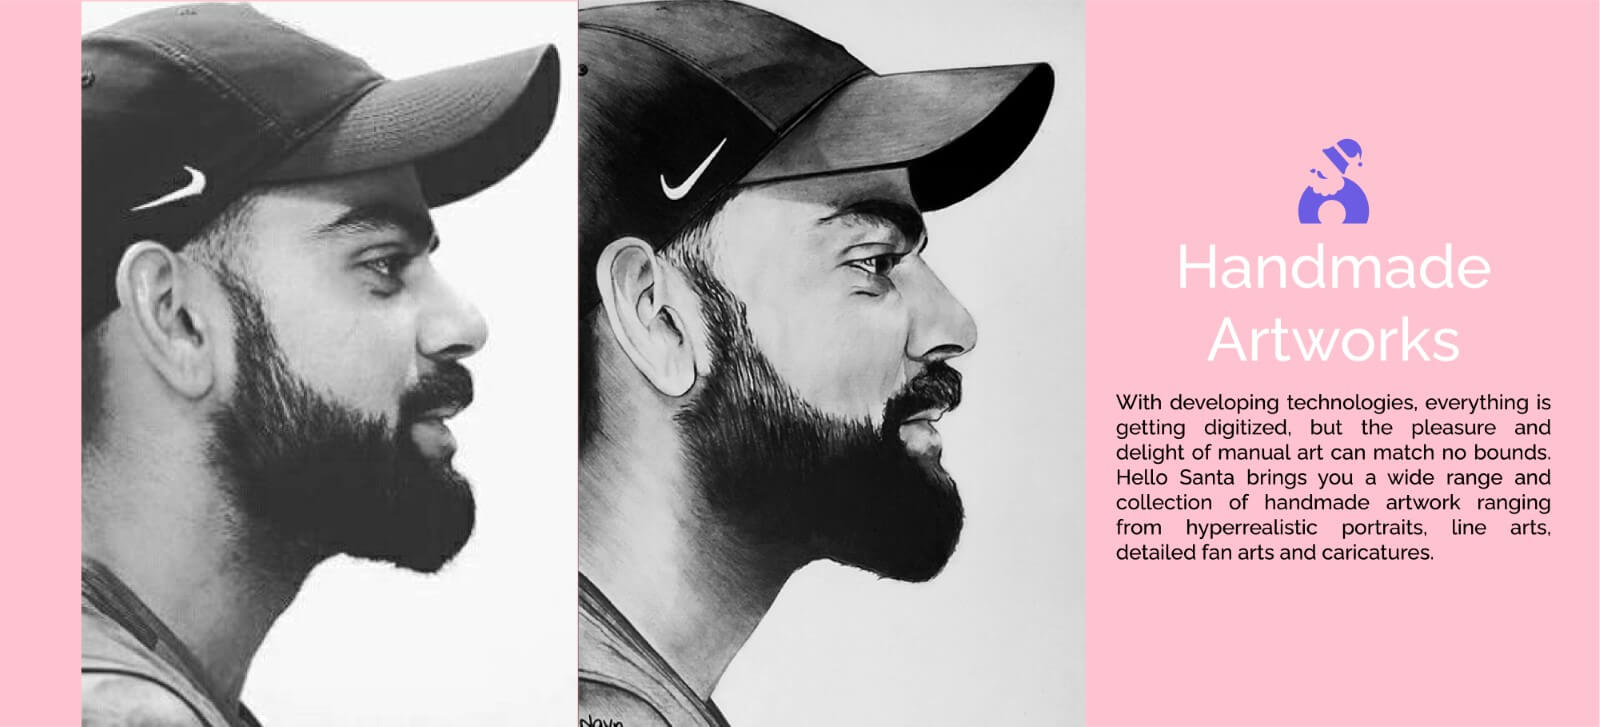 Handmade
Artworks
With developing technologies, everything is
getting digitized, but the pleasure and
delight of manual art can match no bounds.
Hello Santa brings you a wide range and
collection of handmade artwork ranging
from hyperrealistic portraits, line arts,
detailed fan arts and caricatures.